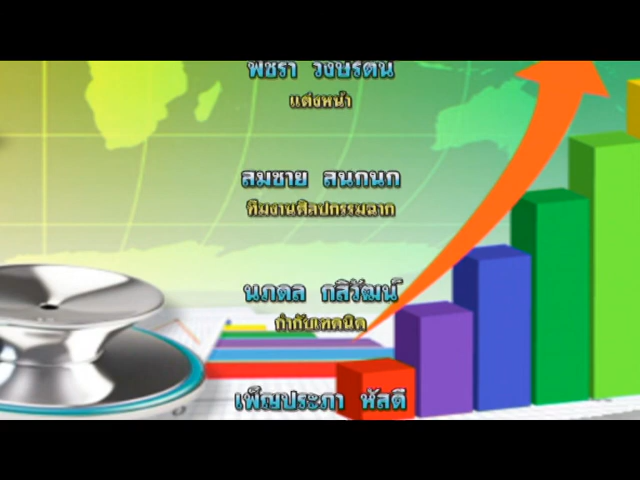 พัชรา วงษ์รัตน์
แต่งหน้า
สมชาย สนกนก
ทีมงานศิลปกรรมฉาก
นภดล กสิวัฒน์
กำกับเทคนิค
เพ็ญประภา หัสดี